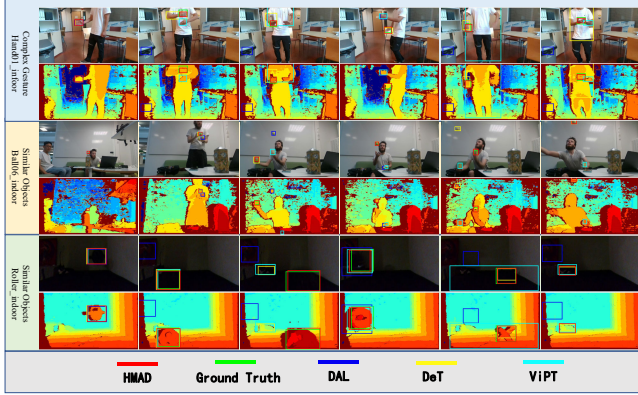 Complex Gesture
Hand01_indoor
Similar Objects
Ball06_indoor
Similar Objects
Roller_indoor
HMAD
Ground Truth
DAL
DeT
ViPT